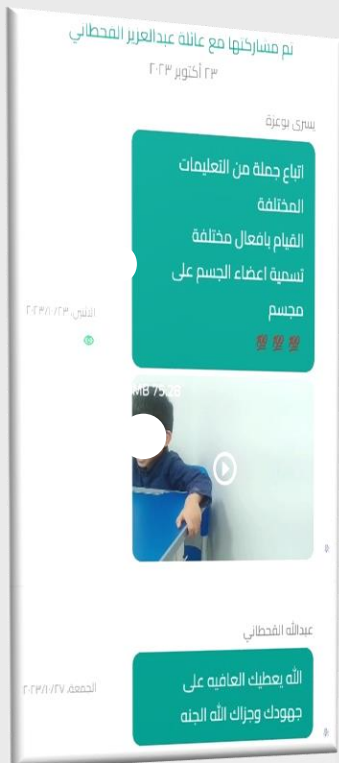 تم مشاركتها مع عائلة عبدالعزيز القحطاني
٢٣ أكتوبر ٢٠٢٣
يسرى بوعزة
اتباع جملة من التعليمات
المختلفة
القيام بافعال مختلفة
تسمية اعضاء الجسم على
مجسم
💯 💯 💯
الاثنين، ٢٠٢٣/١٠/٢٣
MB 75.28
عبدالله القحطاني
الله يعطيك العافيه على
جهودك وجزاك الله الجنه
الجمعة، ٢٠٢٣/١٠/٢٧